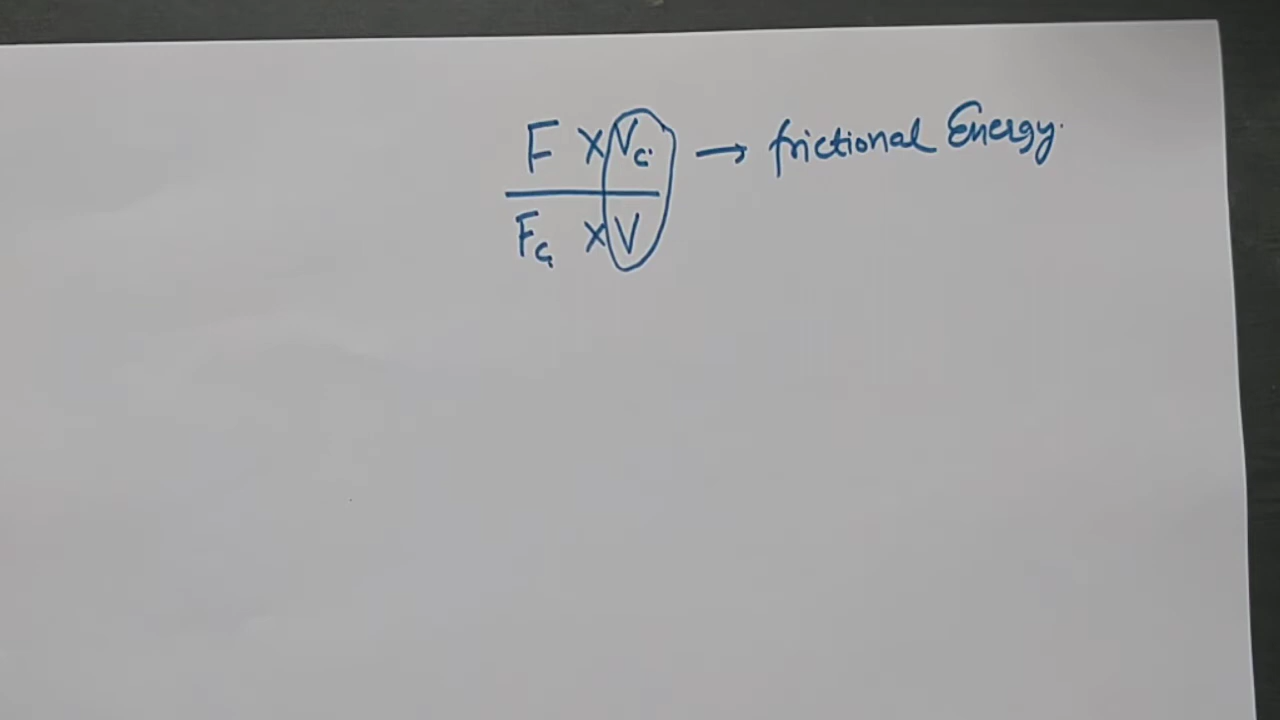 F × Vc → frictional Energy.
Fc × V